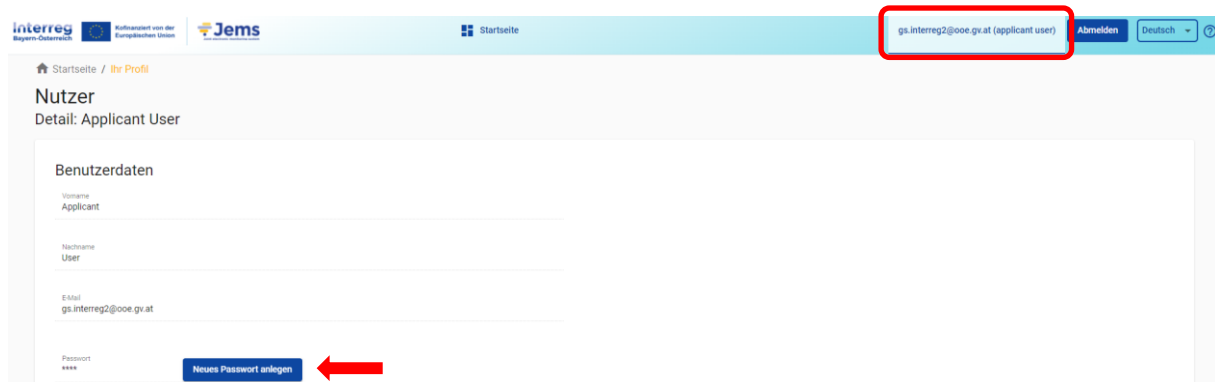 Interreg
Bayern-Österreich
Kofinanziert von der
Europäischen Union
Jems
Startseite
gs.interreg2@ooe.gv.at (applicant user)
Abmelden
Deutsch
Startseite / Ihr Profil
Nutzer
Detail: Applicant User
Benutzerdaten
Vorname
Applicant
Nachname
User
E-Mail
gs.interreg2@ooe.gv.at
Passwort
****
Neues Passwort anlegen